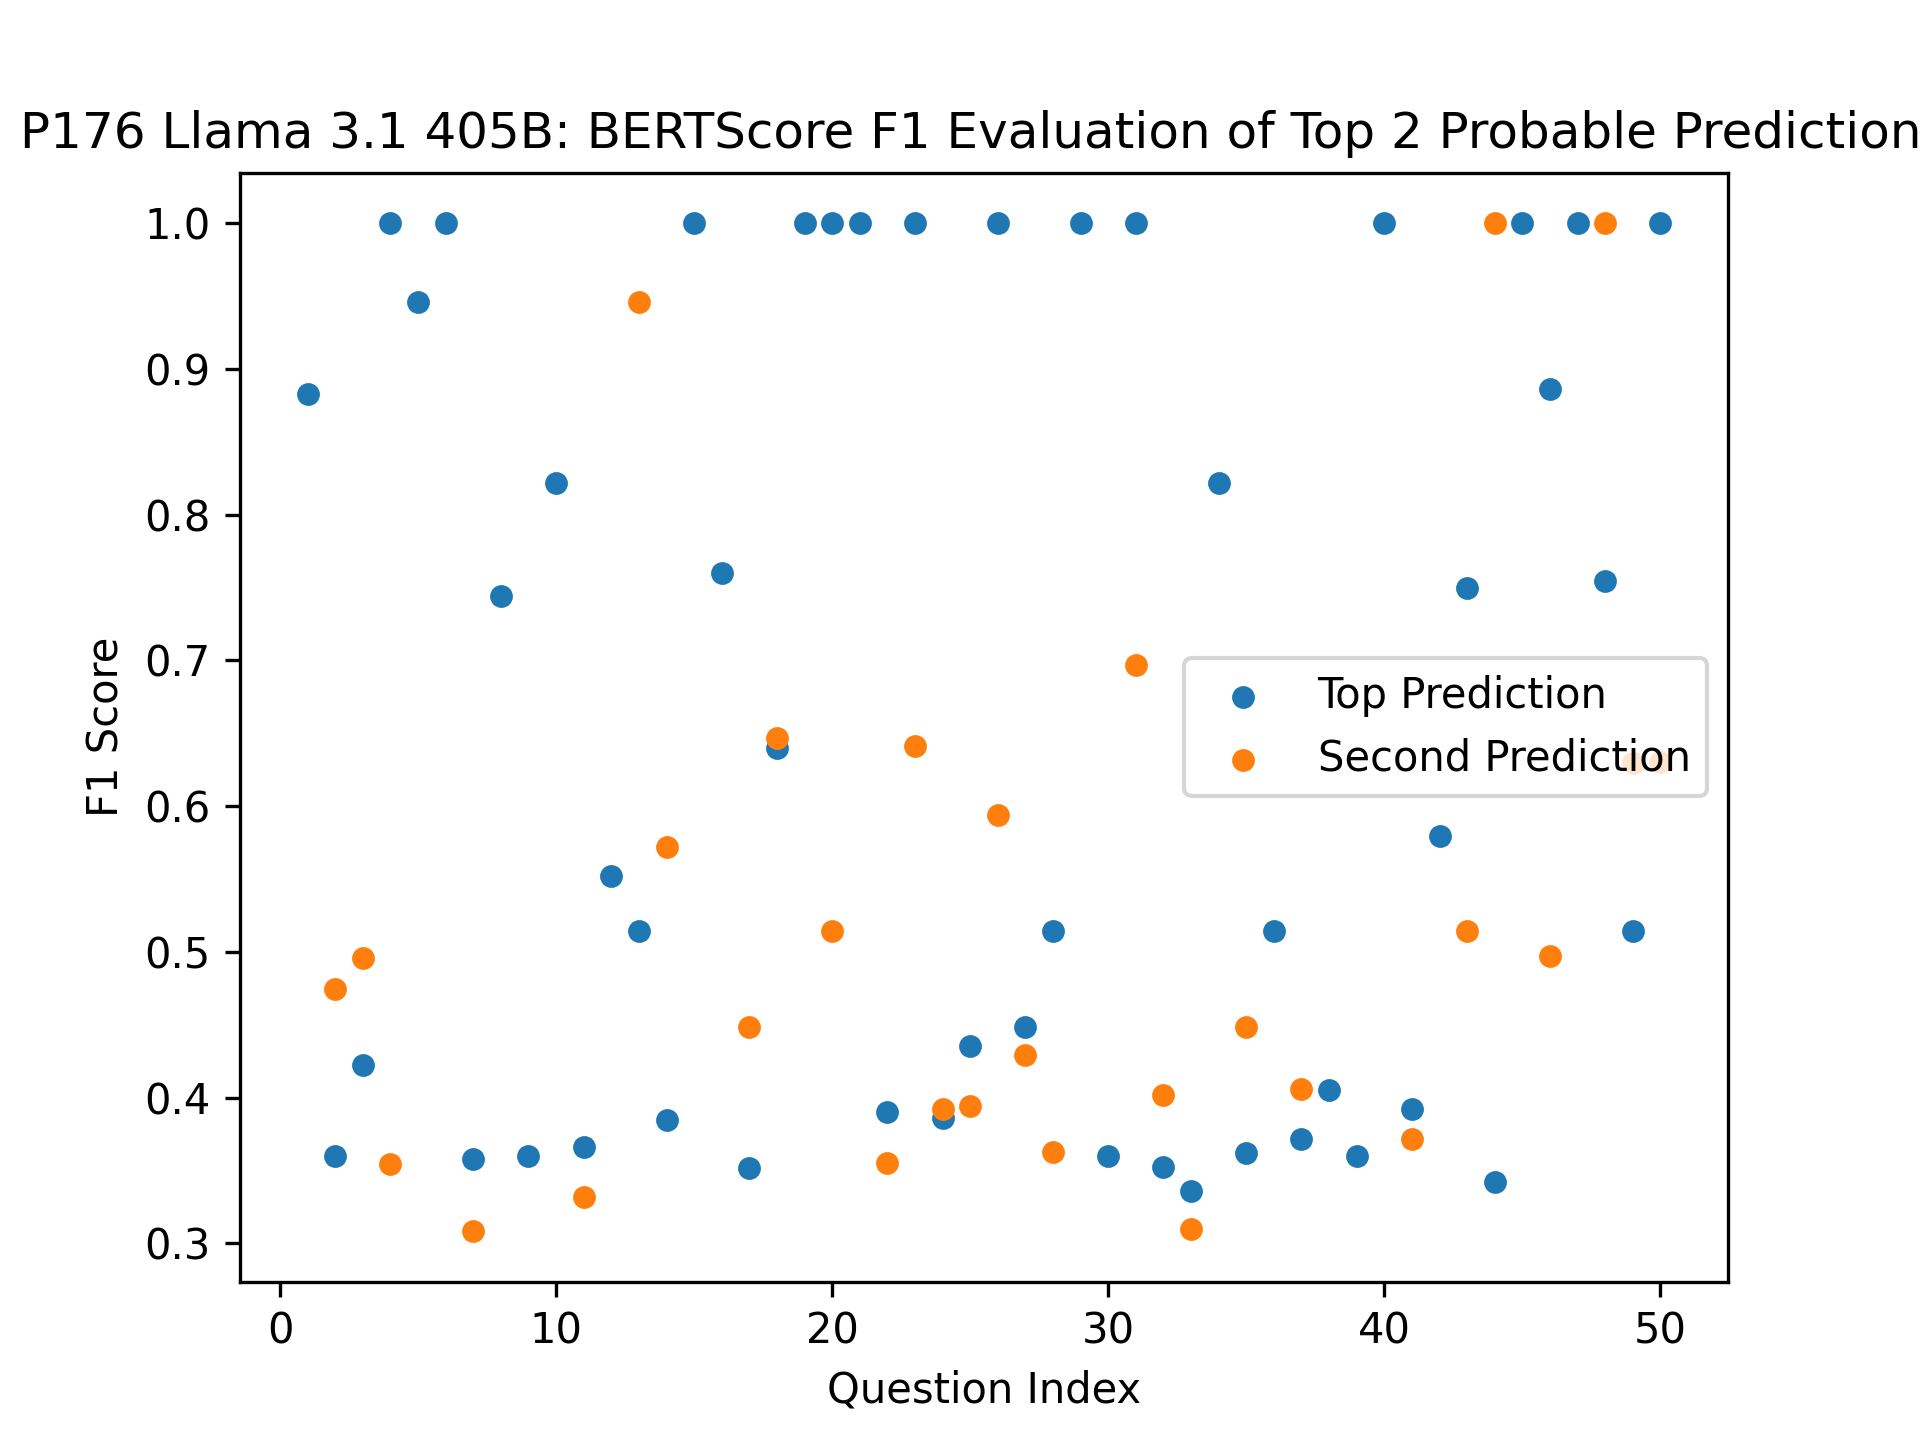 P176 Llama 3.1 405B: BERTScore F1 Evaluation of Top 2 Probable Prediction
1.0
0.9
0.8
0.7
0.6
0.5
0.4
0.3
F1 Score
Top Prediction
Second Prediction
0 10 20 30 40 50
Question Index